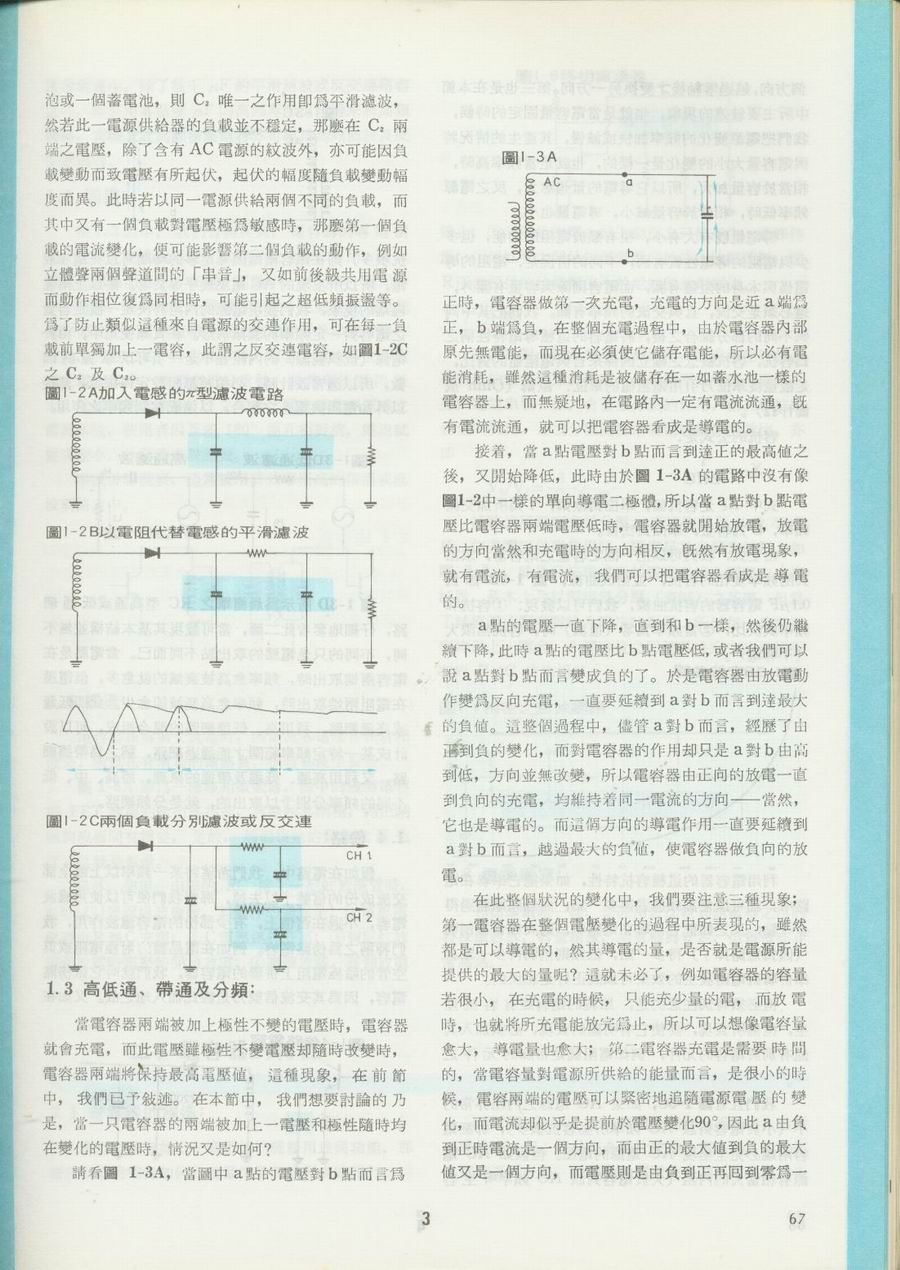 泡或一個蓄電池，則 C₂ 唯一之作用卽爲平滑濾波，
然若此一電源供給器的負載並不穩定，那麼在 C₂ 兩
端之電壓，除了含有 AC 電源的紋波外，亦可能因負
載變動而致電壓有所起伏，起伏的幅度隨負載變動幅
度而異。此時若以同一電源供給兩個不同的負載，而
其中又有一個負載對電壓極爲敏感時，那麼第一個負
載的電流變化，便可能影響第二個負載的動作，例如
立體聲兩個聲道間的「串音」，又如前後級共用電源
而動作相位復爲同相時，可能引起之超低頻振盪等。
爲了防止類似這種來自電源的交連作用，可在每一負
載前單獨加上一電容，此謂之反交連電容，如圖1-2C
之 C₂ 及 C₃。
圖1-2A加入電感的π型濾波電路
圖1-2B以電阻代替電感的平滑濾波
圖1-2C兩個負載分別濾波或反交連
CH 1
CH 2
1.3 高低通、帶通及分頻：
當電容器兩端被加上極性不變的電壓時，電容器
就會充電，而此電壓雖極性不變電壓却隨時改變時，
電容器兩端將保持最高電壓値，這種現象，在前節
中，我們已予敍述。在本節中，我們想要討論的乃
是，當一只電容器的兩端被加上一電壓和極性隨時均
在變化的電壓時，情況又是如何？
請看圖 1-3A，當圖中 a 點的電壓對 b 點而言爲
圖1-3A
AC
a
b
正時，電容器做第一次充電，充電的方向是近 a 端爲
正，b 端爲負，在整個充電過程中，由於電容器內部
原先無電能，而現在必須使它儲存電能，所以必有電
能消耗，雖然這種消耗是被儲存在一如蓄水池一樣的
電容器上，而無疑地，在電路內一定有電流流通，旣
有電流流通，就可以把電容器看成是導電的。
接着，當 a 點電壓對 b 點而言到達正的最高值之
後，又開始降低，此時由於圖 1-3A 的電路中沒有像
圖1-2中一樣的單向導電二極體，所以當 a 點對 b 點電
壓比電容器兩端電壓低時，電容器就開始放電，放電
的方向當然和充電時的方向相反，旣然有放電現象，
就有電流，有電流，我們可以把電容器看成是導電
的。
a 點的電壓一直下降，直到和 b 一樣，然後仍繼
續下降，此時 a 點的電壓比 b 點電壓低，或者我們可以
說 a 點對 b 點而言變成負的了。於是電容器由放電動
作變爲反向充電，一直要延續到 a 對 b 而言到達最大
的負値。這整個過程中，儘管 a 對 b 而言，經歷了由
正到負的變化，而對電容器的作用却只是 a 對 b 由高
到低，方向並無改變，所以電容器由正向的放電一直
到負向的充電，均維持着同一電流的方向——當然，
它也是導電的。而這個方向的導電作用一直要延續到
a 對 b 而言，越過最大的負値，使電容器做負向的放
電。
在此整個狀況的變化中，我們要注意三種現象；
第一電容器在整個電壓變化的過程中所表現的，雖然
都是可以導電的，然其導電的量，是否就是電源所能
提供的最大的量呢？這就未必了，例如電容器的容量
若很小，在充電的時候，只能充少量的電，而放電
時，也就將所充電能放完爲止，所以可以想像電容量
愈大，導電量也愈大；第二電容器充電是需要時間
的，當電容量對電源所供給的能量而言，是很小的時
候，電容兩端的電壓可以緊密地追隨電源電壓的變
化，而電流却似乎是提前於電壓變化90°，因此 a 由負
到正時電流是一個方向，而由正的最大値到負的最大
値又是一個方向，而電壓則是由負到正再回到零爲一
3
67